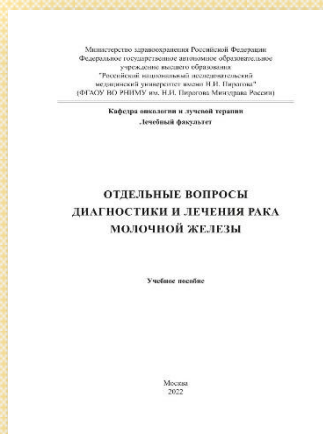 Министерство здравоохранения Российской Федерации
Федеральное государственное автономное образовательное
учреждение высшего образования
"Российский национальный исследовательский
медицинский университет имени Н.И. Пирогова"
(ФГАОУ ВО РНИМУ им. Н.И. Пирогова Минздрава России)
Кафедра онкологии и лучевой терапии
Лечебный факультет
ОТДЕЛЬНЫЕ ВОПРОСЫ
ДИАГНОСТИКИ И ЛЕЧЕНИЯ РАКА
МОЛОЧНОЙ ЖЕЛЕЗЫ
Учебное пособие
Москва
2022